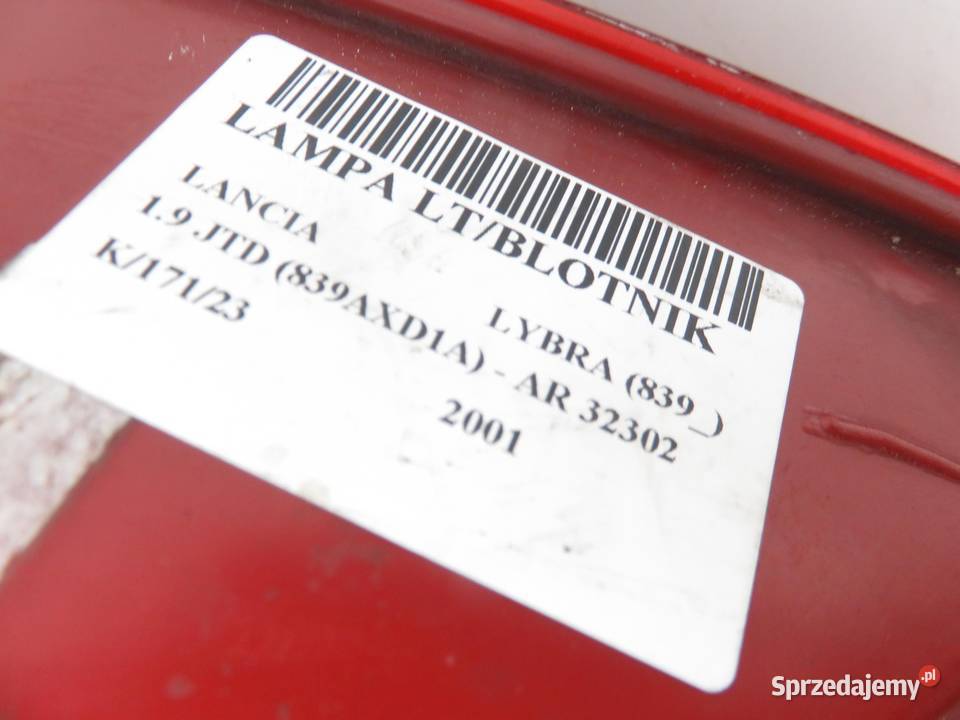 LAMPA LT/BLOTNIK
LANCIA LYBRA (839_)
1.9 JTD (839AXD1A) - AR 32302
K/171/23 2001
Sprzedajemy.pl